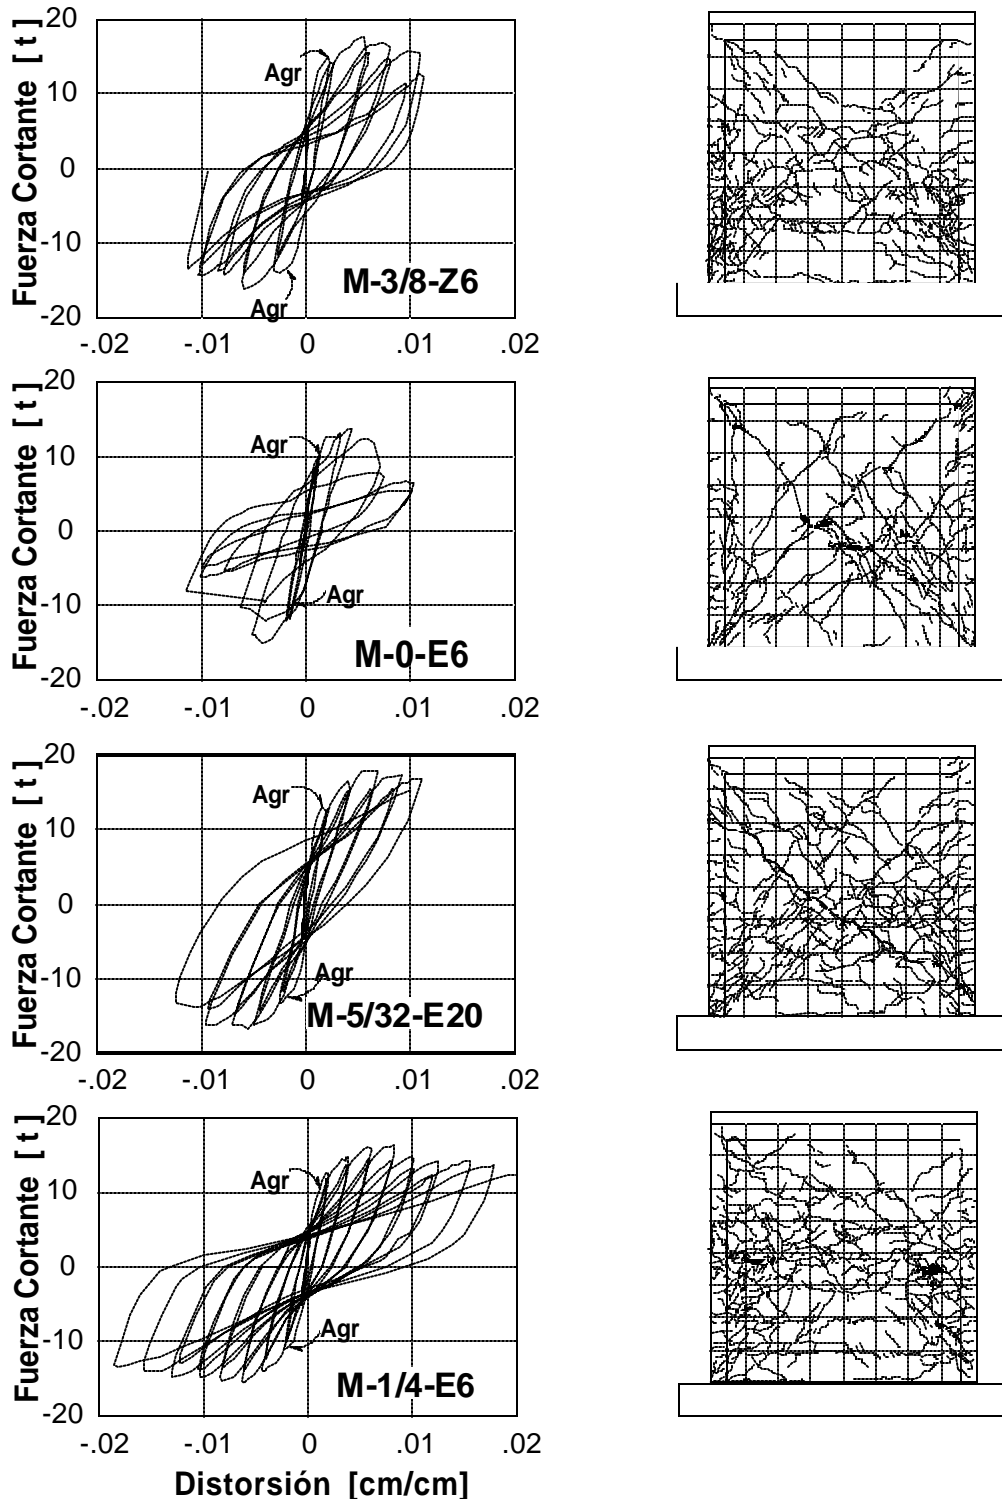 Fuerza Cortante [ t ]
20
10
0
-10
-20
Agr
Agr
M-3/8-Z6
-.02 -.01 0 .01 .02
Fuerza Cortante [ t ]
20
10
0
-10
-20
Agr
Agr
M-0-E6
-.02 -.01 0 .01 .02
Fuerza Cortante [ t ]
20
10
0
-10
-20
Agr
Agr
M-5/32-E20
-.02 -.01 0 .01 .02
Fuerza Cortante [ t ]
20
10
0
-10
-20
Agr
Agr
M-1/4-E6
-.02 -.01 0 .01 .02
Distorsión [cm/cm]